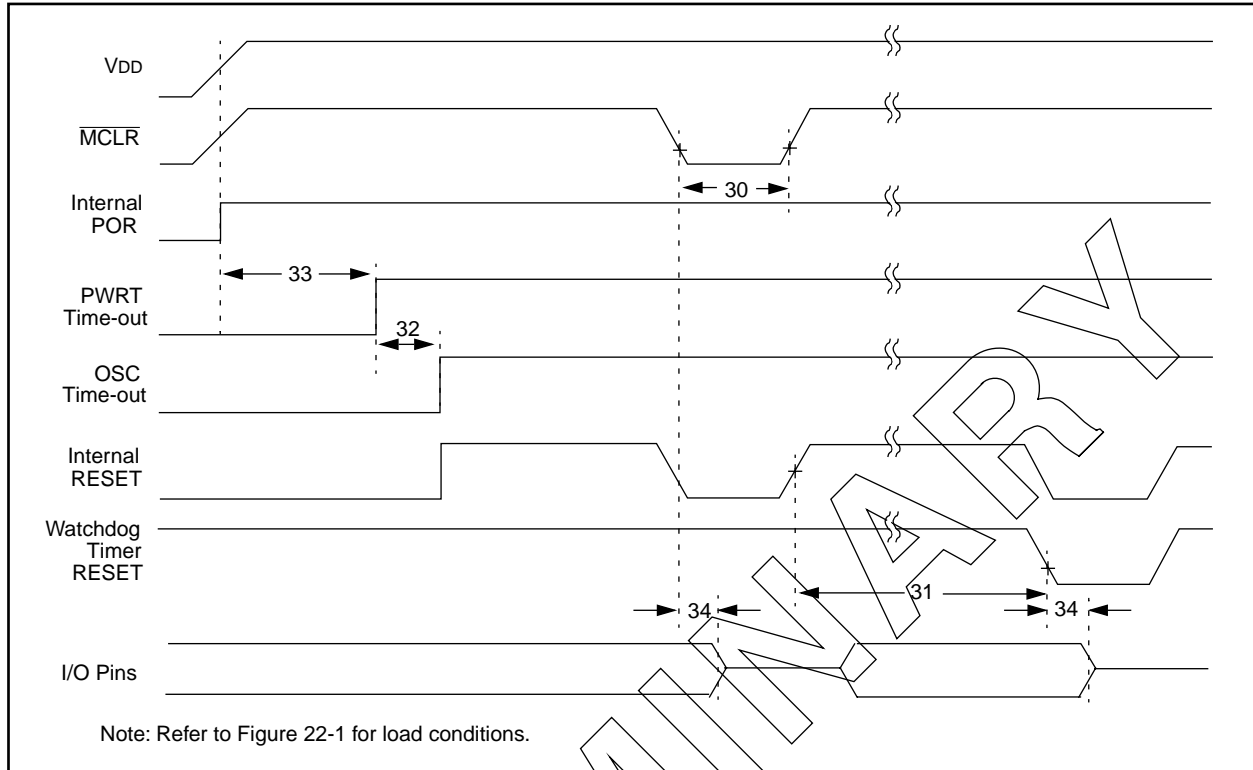 VDD
MCLR
30
Internal
POR
33
PWRT
Time-out
32
OSC
Time-out
Internal
RESET
Watchdog
Timer
RESET
31
34
34
I/O Pins
Note: Refer to Figure 22-1 for load conditions.
INARY